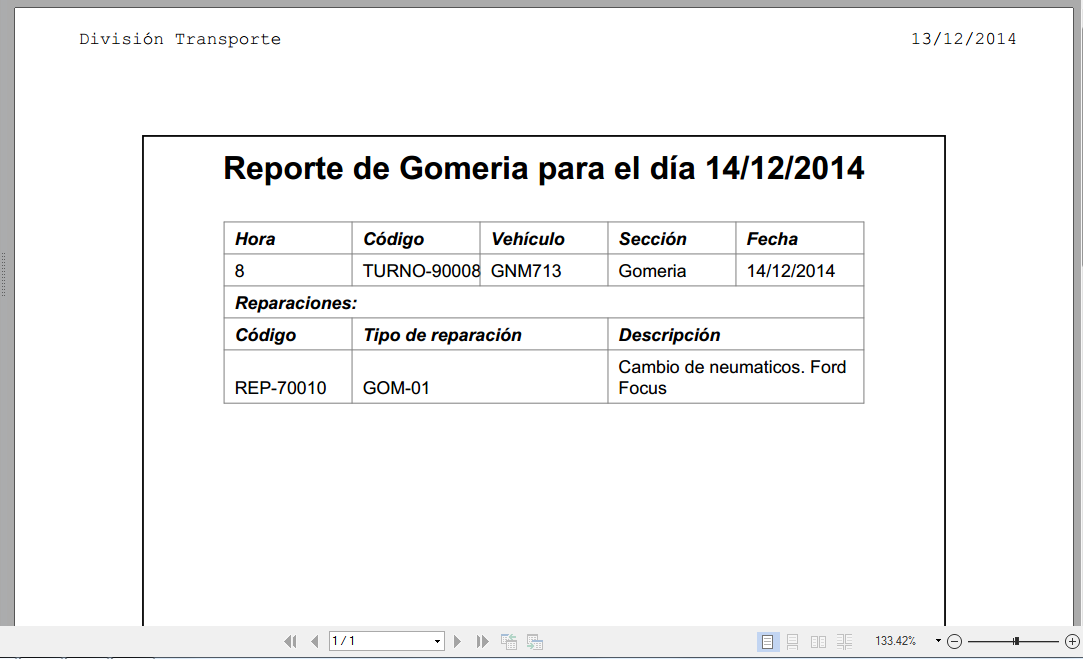 División Transporte 13/12/2014
Reporte de Gomeria para el día 14/12/2014
Hora Código Vehículo Sección Fecha
8 TURNO-90008 GNM713 Gomeria 14/12/2014
Reparaciones:
Código Tipo de reparación Descripción
REP-70010 GOM-01 Cambio de neumaticos. Ford
Focus
1 / 1 133.42%